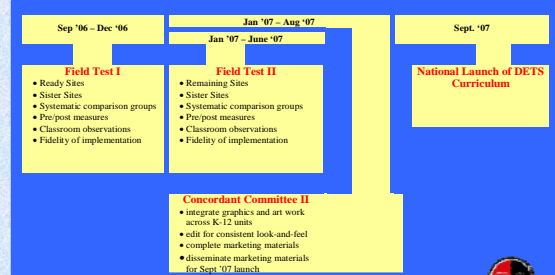 Sep '06 – Dec '06
Jan '07 – Aug '07
Jan '07 – June '07
Sept. '07
Field Test I
• Ready Sites
• Sister Sites
• Systematic comparison groups
• Pre/post measures
• Classroom observations
• Fidelity of implementation
Field Test II
• Remaining Sites
• Sister Sites
• Systematic comparison groups
• Pre/post measures
• Classroom observations
• Fidelity of implementation
National Launch of DETS
Curriculum
Concordant Committee II
• integrate graphics and art work
across K-12 units
• edit for consistent look-and-feel
• complete marketing materials
• disseminate marketing materials
for Sept '07 launch